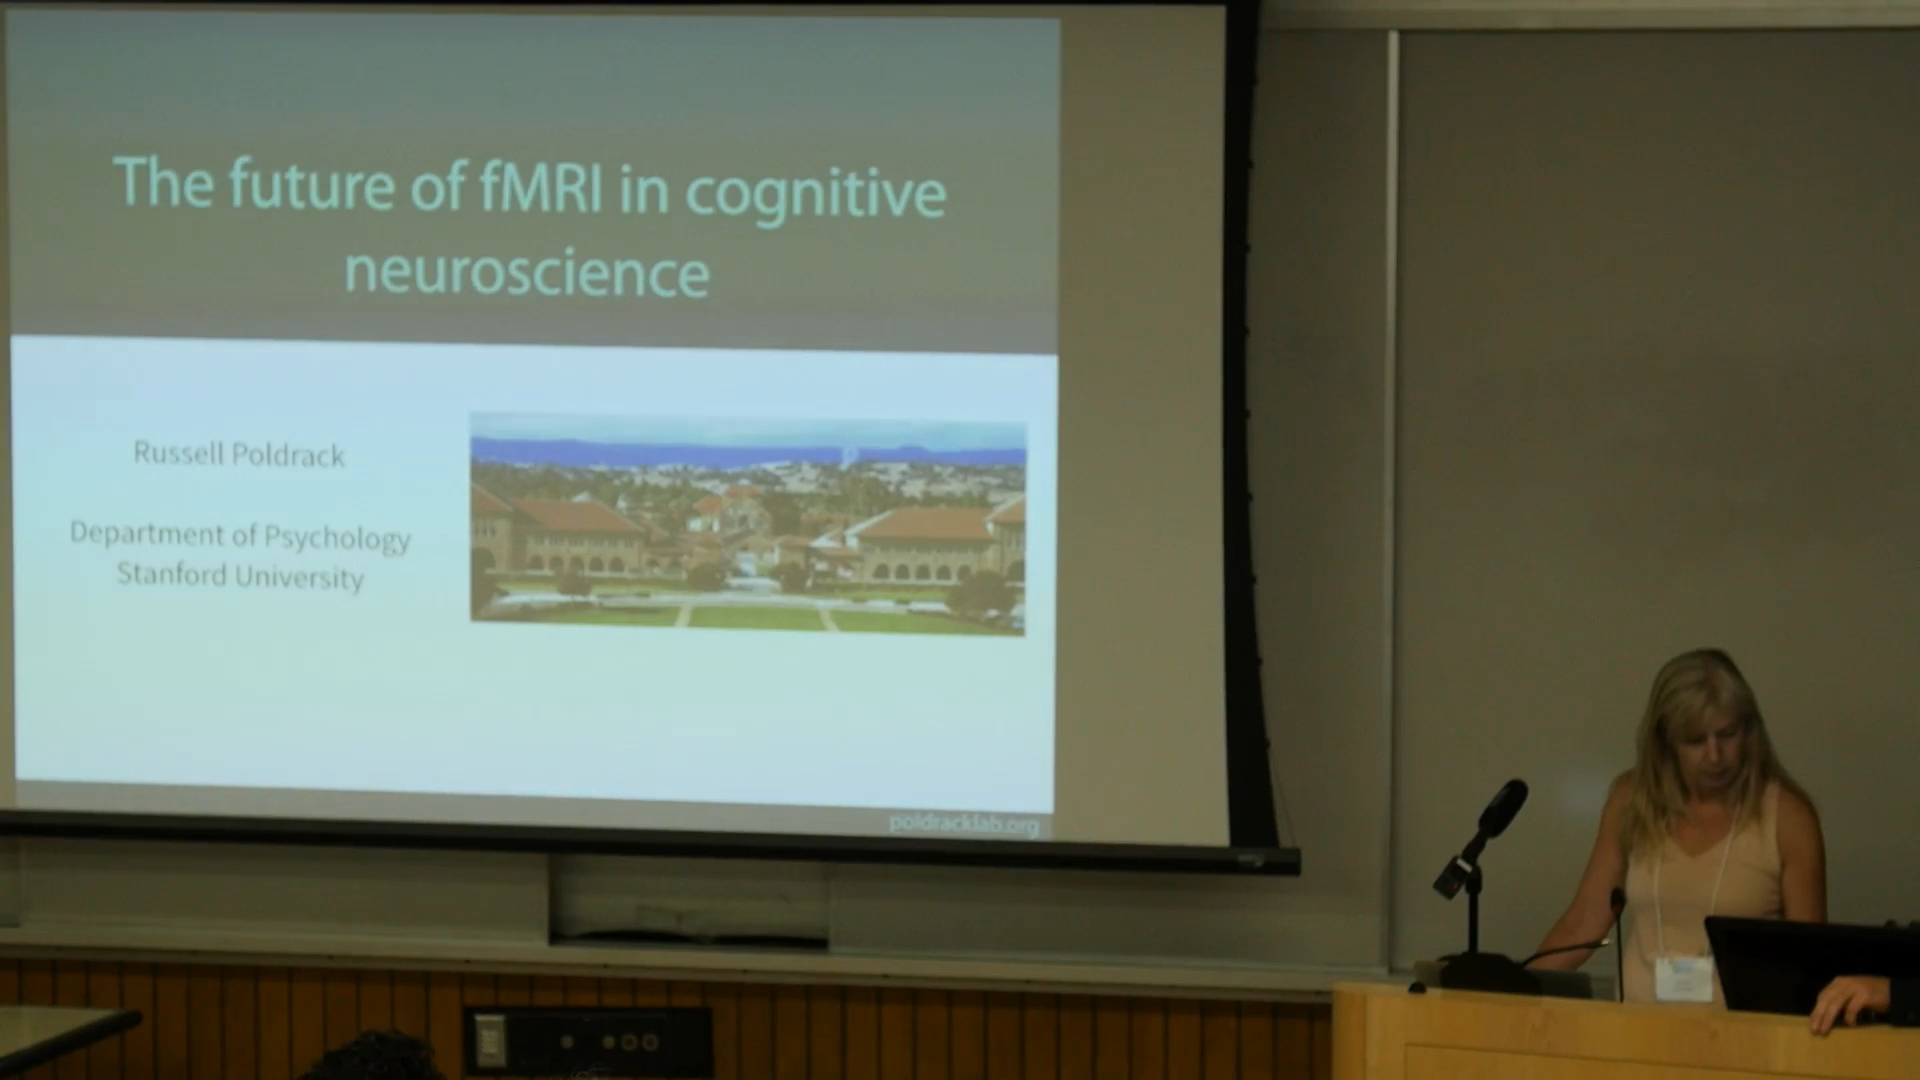 The future of fMRI in cognitive
neuroscience
Russell Poldrack
Department of Psychology
Stanford University
poldracklab.org